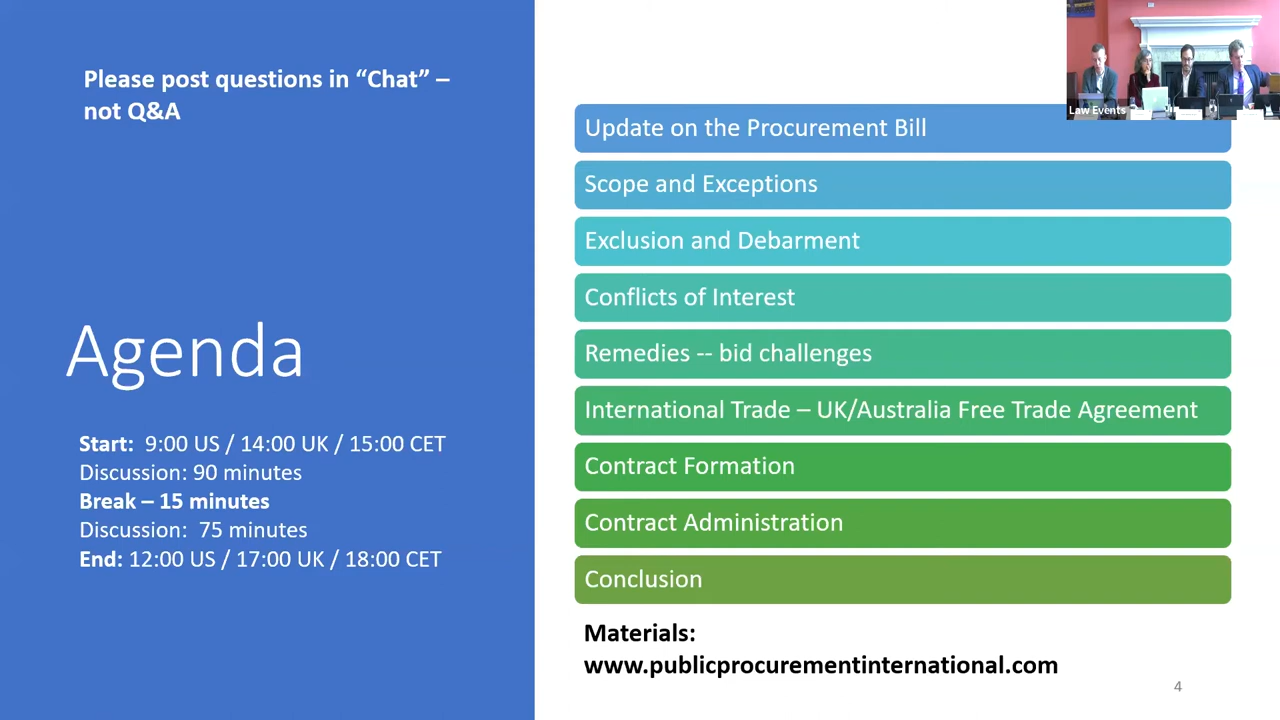 Please post questions in “Chat” –
not Q&A
Agenda
Start:  9:00 US / 14:00 UK / 15:00 CET
Discussion: 90 minutes
Break – 15 minutes
Discussion:  75 minutes
End: 12:00 US / 17:00 UK / 18:00 CET
Law Events
Update on the Procurement Bill
Scope and Exceptions
Exclusion and Debarment
Conflicts of Interest
Remedies -- bid challenges
International Trade – UK/Australia Free Trade Agreement
Contract Formation
Contract Administration
Conclusion
Materials:
www.publicprocurementinternational.com
4